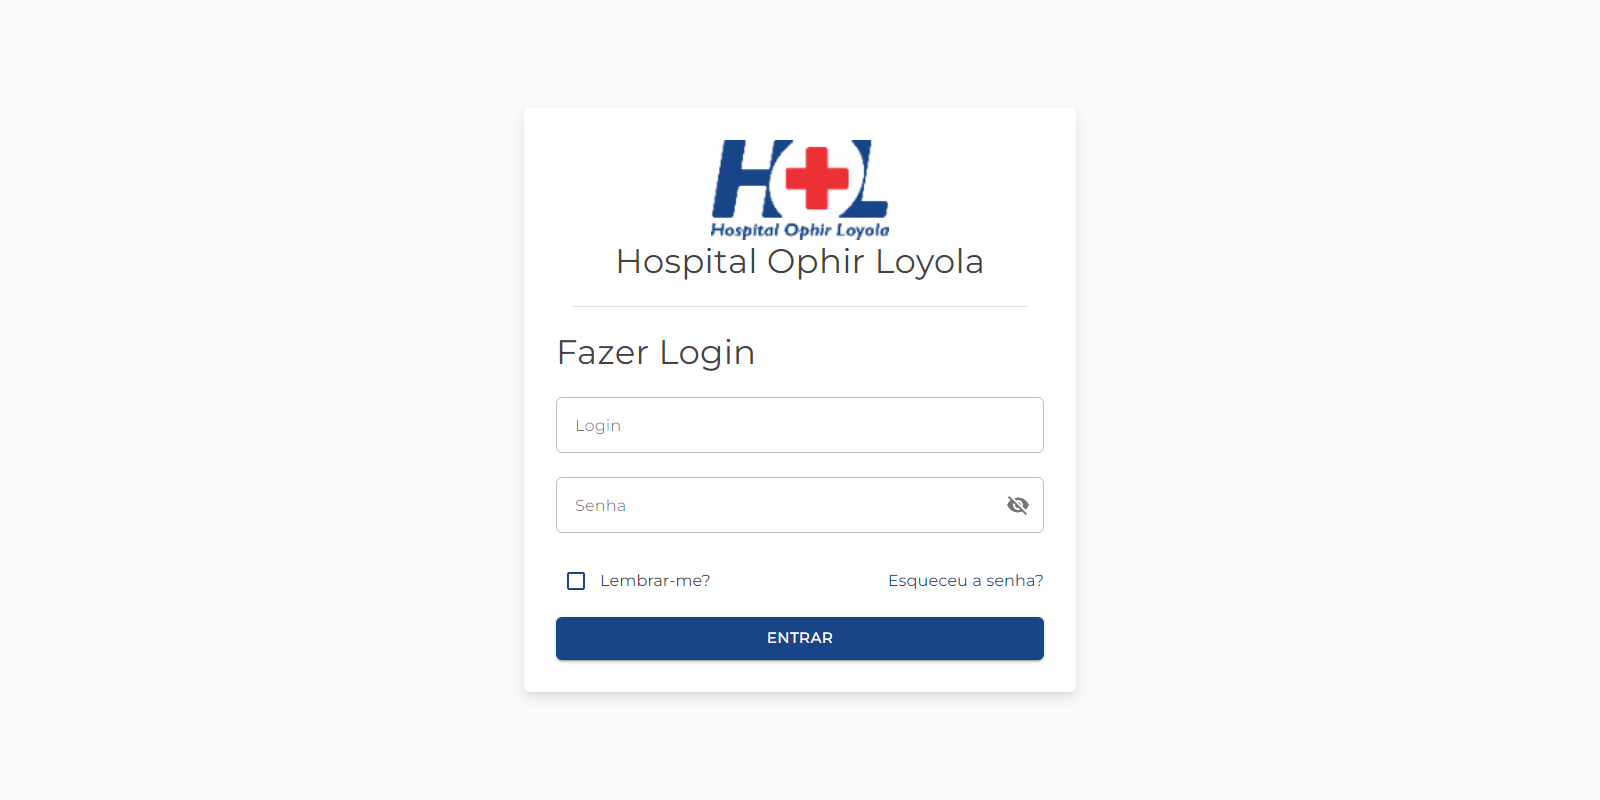 HOL
Hospital Ophir Loyola
Hospital Ophir Loyola
Fazer Login
Login
Senha
Lembrar-me? Esqueceu a senha?
ENTRAR